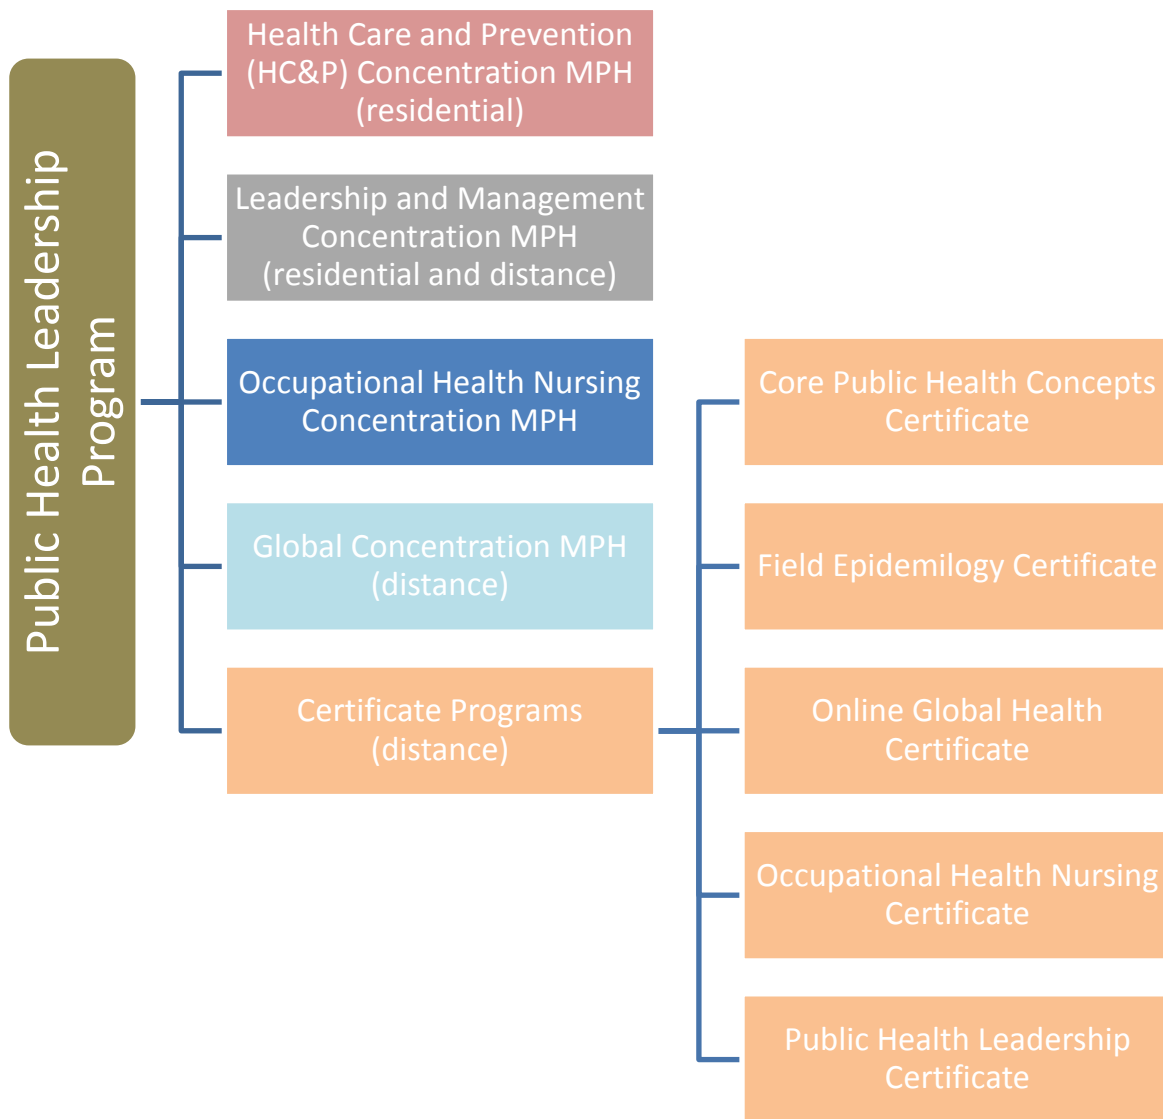 Public Health Leadership
Program
Health Care and Prevention
(HC&P) Concentration MPH
(residential)
Leadership and Management
Concentration MPH
(residential and distance)
Occupational Health Nursing
Concentration MPH
Global Concentration MPH
(distance)
Certificate Programs
(distance)
Core Public Health Concepts
Certificate
Field Epidemilogy Certificate
Online Global Health
Certificate
Occupational Health Nursing
Certificate
Public Health Leadership
Certificate